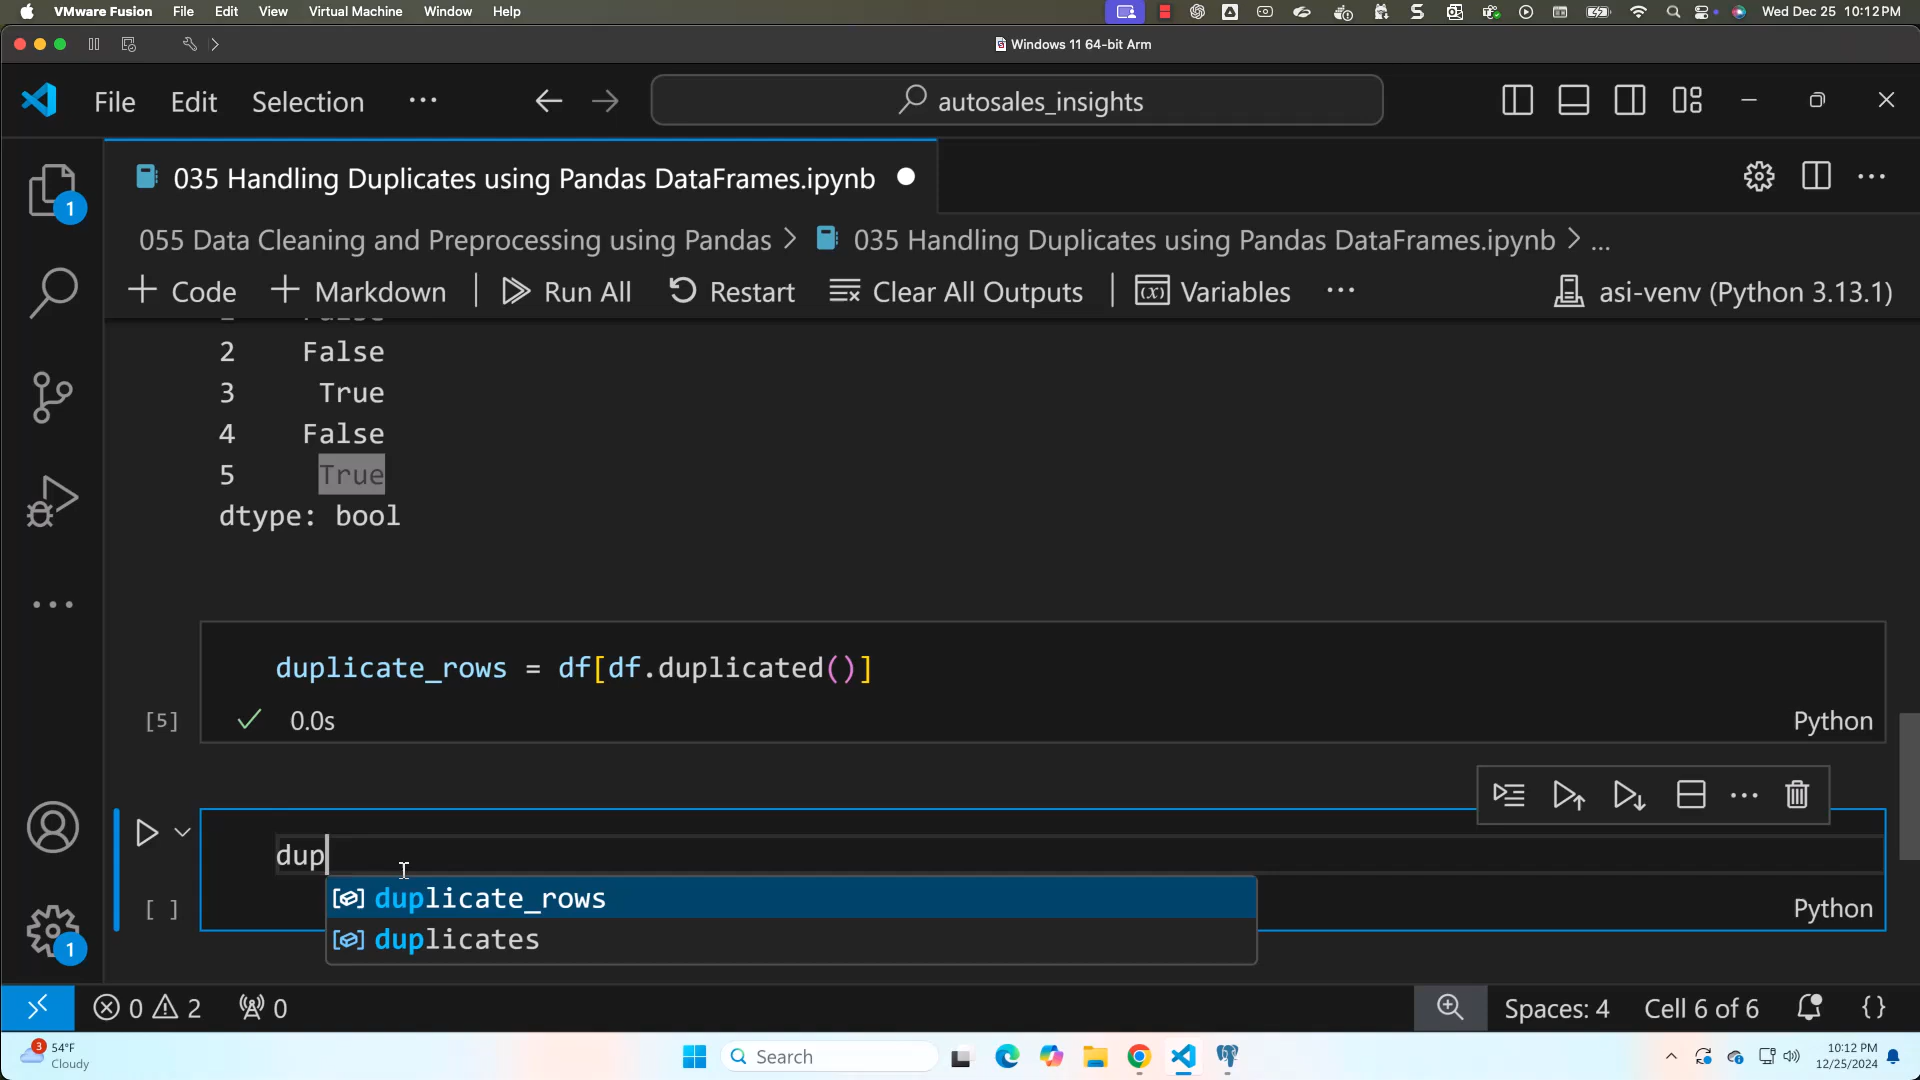 VMware Fusion File Edit View Virtual Machine Window Help Wed Dec 25 10:12 PM
Windows 11 64-bit Arm
File Edit Selection ··· autosales_insights
035 Handling Duplicates using Pandas DataFrames.ipynb
055 Data Cleaning and Preprocessing using Pandas > 035 Handling Duplicates using Pandas DataFrames.ipynb > ...
+ Code + Markdown | Run All Restart Clear All Outputs | Variables ··· asi-venv (Python 3.13.1)
2 False
3 True
4 False
5 True
dtype: bool
duplicate_rows = df[df.duplicated()]
[5] 0.0s Python
dup
duplicate_rows
[ ] Python
duplicates
1
1
0 2 0 Spaces: 4 Cell 6 of 6 {}
3 54°F
Cloudy
Search
10:12 PM
12/25/2024